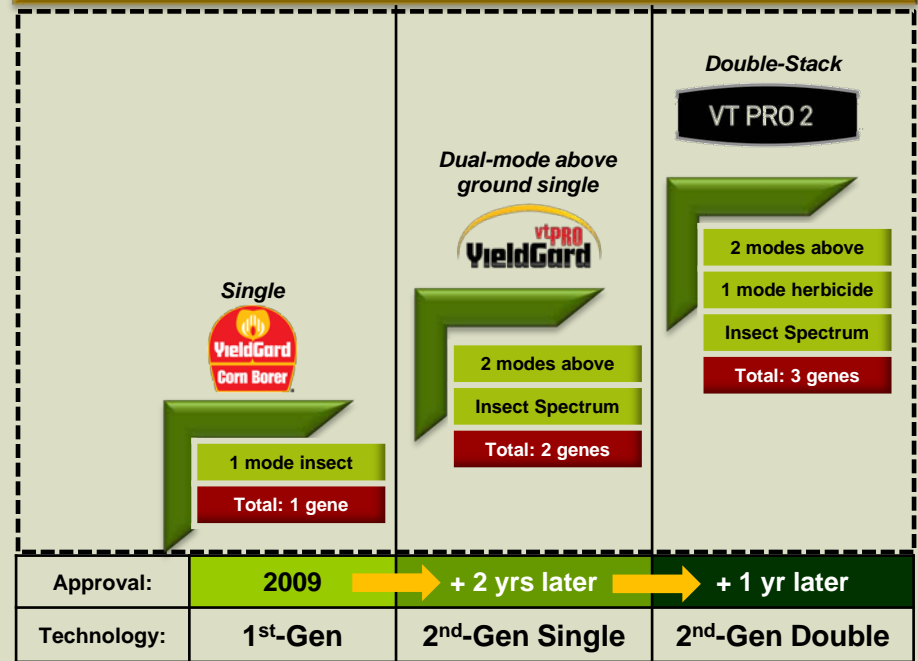 Single
YieldGard
Corn Borer
1 mode insect
Total: 1 gene
Dual-mode above
ground single
vtPRO
YieldGard
2 modes above
Insect Spectrum
Total: 2 genes
Double-Stack
VT PRO 2
2 modes above
1 mode herbicide
Insect Spectrum
Total: 3 genes
Approval: 2009 + 2 yrs later + 1 yr later
Technology: 1st-Gen 2nd-Gen Single 2nd-Gen Double